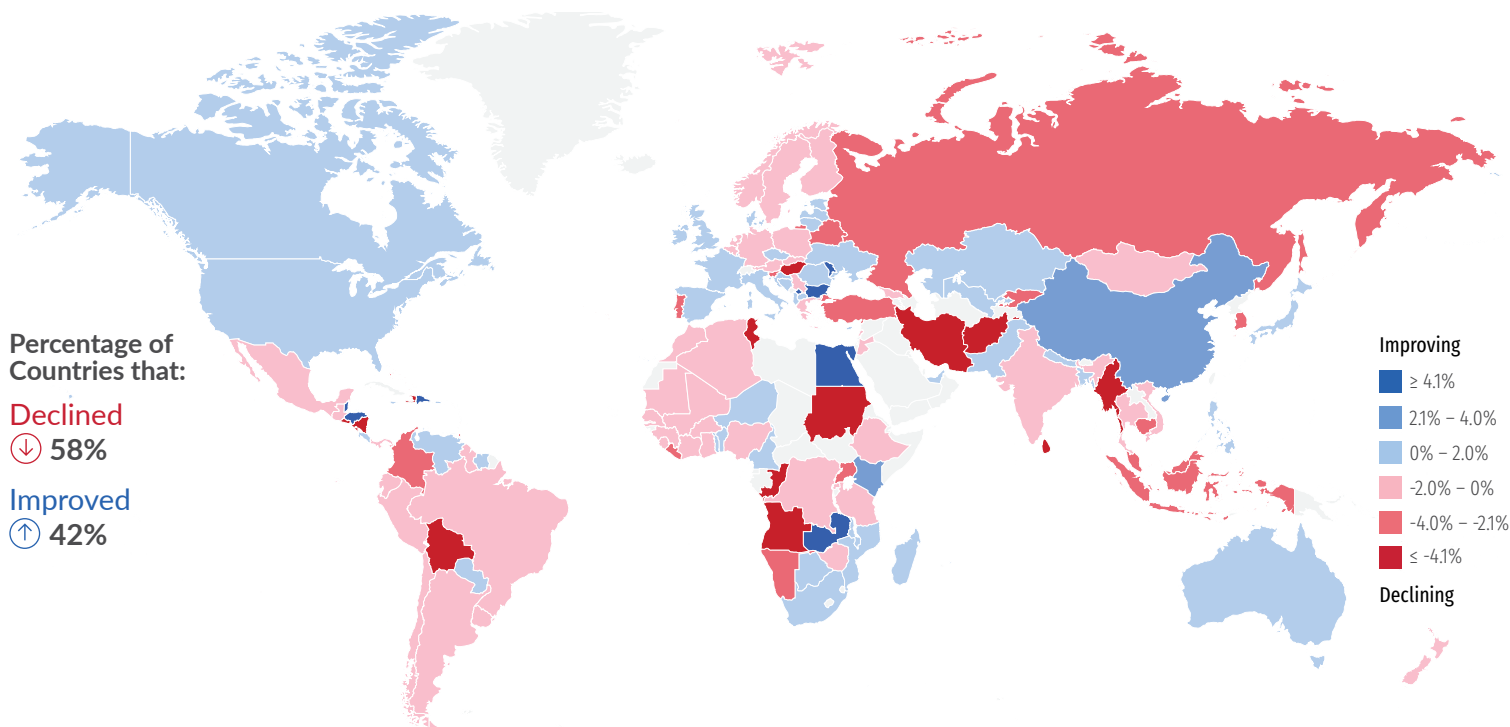 Percentage of
Countries that:
Declined
58%
Improved
42%
Improving
≥ 4.1%
2.1% – 4.0%
0% – 2.0%
-2.0% – 0%
-4.0% – -2.1%
≤ -4.1%
Declining